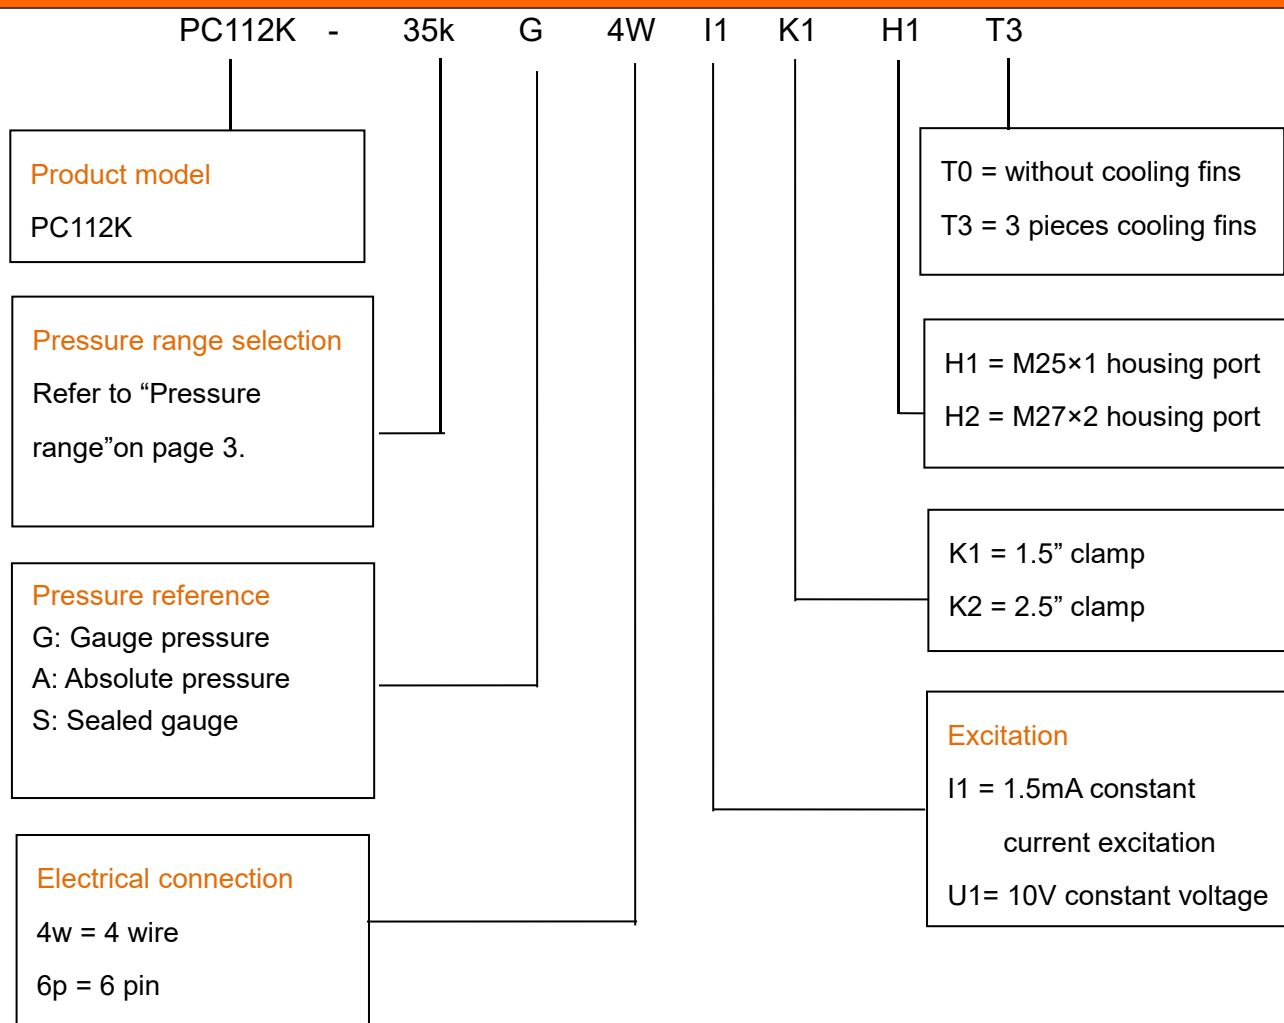 PC112K - 35k G 4W I1 K1 H1 T3
Product model
PC112K
Pressure range selection
Refer to “Pressure
range”on page 3.
Pressure reference
G: Gauge pressure
A: Absolute pressure
S: Sealed gauge
Electrical connection
4w = 4 wire
6p = 6 pin
T0 = without cooling fins
T3 = 3 pieces cooling fins
H1 = M25×1 housing port
H2 = M27×2 housing port
K1 = 1.5” clamp
K2 = 2.5” clamp
Excitation
I1 = 1.5mA constant
current excitation
U1= 10V constant voltage